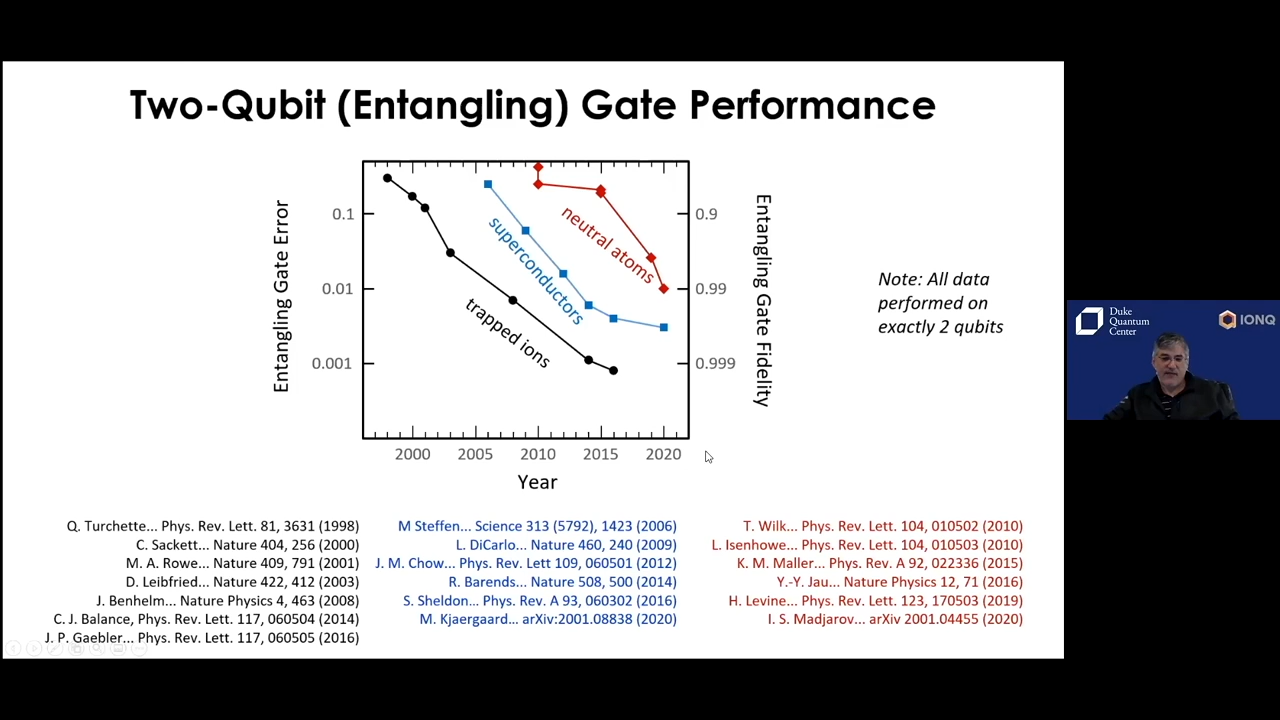 Two-Qubit (Entangling) Gate Performance
Entangling Gate Error
0.1
0.01
0.001
trapped ions
superconductors
neutral atoms
0.9
0.99
0.999
Entangling Gate Fidelity
2000 2005 2010 2015 2020
Year
Note: All data
performed on
exactly 2 qubits
Duke
Quantum
Center
IONQ
Q. Turchette... Phys. Rev. Lett. 81, 3631 (1998)
C. Sackett... Nature 404, 256 (2000)
M. A. Rowe... Nature 409, 791 (2001)
D. Leibfried... Nature 422, 412 (2003)
J. Benhelm... Nature Physics 4, 463 (2008)
C. J. Balance, Phys. Rev. Lett. 117, 060504 (2014)
J. P. Gaebler... Phys. Rev. Lett. 117, 060505 (2016)
M Steffen... Science 313 (5792), 1423 (2006)
L. DiCarlo... Nature 460, 240 (2009)
J. M. Chow... Phys. Rev. Lett 109, 060501 (2012)
R. Barends... Nature 508, 500 (2014)
S. Sheldon... Phys. Rev. A 93, 060302 (2016)
M. Kjaergaard... arXiv:2001.08838 (2020)
T. Wilk... Phys. Rev. Lett. 104, 010502 (2010)
L. Isenhowe... Phys. Rev. Lett. 104, 010503 (2010)
K. M. Maller... Phys. Rev. A 92, 022336 (2015)
Y.-Y. Jau... Nature Physics 12, 71 (2016)
H. Levine... Phys. Rev. Lett. 123, 170503 (2019)
I. S. Madjarov... arXiv 2001.04455 (2020)